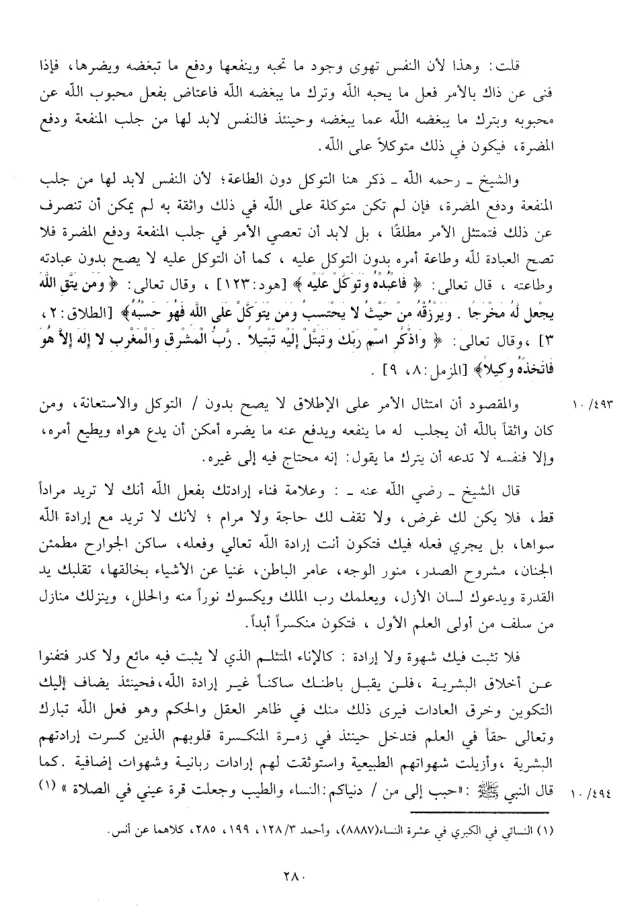 قلت: وهذا لأن النفس تهوى وجود ما تحبه وينفعها ودفع ما تبغضه ويضرها، فإذا
فنى عن ذاك بالأمر فعل ما يحبه الله وترك ما يبغضه الله فاعتاض بفعل محبوب الله عن
محبوبه وبترك ما يبغضه الله عما يبغضه وحينئذ فالنفس لابد لها من جلب المنفعة ودفع
المضرة، فيكون في ذلك متوكلاً على الله.
والشيخ ـ رحمه الله ـ ذكر هنا التوكل دون الطاعة؛ لأن النفس لابد لها من جلب
المنفعة ودفع المضرة، فإن لم تكن متوكلة على الله في ذلك واثقة به لم يمكن أن تنصرف
عن ذلك فتمتثل الأمر مطلقًا ، بل لابد أن تعصي الأمر في جلب المنفعة ودفع المضرة فلا
تصح العبادة لله وطاعة أمره بدون التوكل عليه ، كما أن التوكل عليه لا يصح بدون عبادته
وطاعته ، قال تعالى: ﴿ فَاعْبُدْهُ وَتَوَكَّلْ عَلَيْهِ ﴾ [هود:١٢٣] ، وقال تعالى: ﴿ وَمَن يَتَّقِ اللَّهَ
يَجْعَل لَّهُ مَخْرَجًا . وَيَرْزُقْهُ مِنْ حَيْثُ لا يَحْتَسِبُ وَمَن يَتَوَكَّلْ عَلَى اللَّهِ فَهُوَ حَسْبُهُ﴾ [الطلاق:٢،
٣] ،وقال تعالى: ﴿ وَاذْكُرِ اسْمَ رَبِّكَ وَتَبَتَّلْ إِلَيْهِ تَبْتِيلاً . رَبُّ الْمَشْرِقِ وَالْمَغْرِبِ لا إِلَهَ إِلاَّ هُوَ
فَاتَّخِذْهُ وَكِيلاً﴾ [المزمل:٨، ٩] .
والمقصود أن امتثال الأمر على الإطلاق لا يصح بدون / التوكل والاستعانة، ومن ١٠/٤٩٣
كان واثقاً بالله أن يجلب له ما ينفعه ويدفع عنه ما يضره أمكن أن يدع هواه ويطيع أمره،
وإلا فنفسه لا تدعه أن يترك ما يقول: إنه محتاج فيه إلى غيره.
قال الشيخ ـ رضي الله عنه ـ : وعلامة فناء إرادتك بفعل الله أنك لا تريد مراداً
قط، فلا يكن لك غرض، ولا تقف لك حاجة ولا مرام ؛ لأنك لا تريد مع إرادة الله
سواها، بل يجري فعله فيك فتكون أنت إرادة الله تعالي وفعله، ساكن الجوارح مطمئن
الجنان، مشروح الصدر، منور الوجه، عامر الباطن، غنيا عن الأشياء بخالقها، تقلبك يد
القدرة ويدعوك لسان الأزل، ويعلمك رب الملك ويكسوك نوراً منه والحلل، وينزلك منازل
من سلف من أولى العلم الأول ، فتكون منكسراً أبداً.
فلا تثبت فيك شهوة ولا إرادة : كالإناء المتثلم الذي لا يثبت فيه مائع ولا كدر فتفنوا
عن أخلاق البشرية ،فلن يقبل باطنك ساكناً غير إرادة الله،فحينئذ يضاف إليك
التكوين وخرق العادات فيرى ذلك منك في ظاهر العقل والحكم وهو فعل الله تبارك
وتعالى حقاً في العلم فتدخل حينئذ في زمرة المنكسرة قلوبهم الذين كسرت إرادتهم
البشرية ،وأزيلت شهواتهم الطبيعية واستوثقت لهم إرادات ربانية وشهوات إضافية .كما
قال النبي ﷺ :«حبب إلى من / دنياكم:النساء والطيب وجعلت قرة عيني في الصلاة » (١) ١٠/٤٩٤
(١) النسائي في الكبري في عشرة النساء(٨٨٨٧)، وأحمد ١٢٨/٣ ، ١٩٩، ٢٨٥، كلاهما عن أنس.
٢٨٠